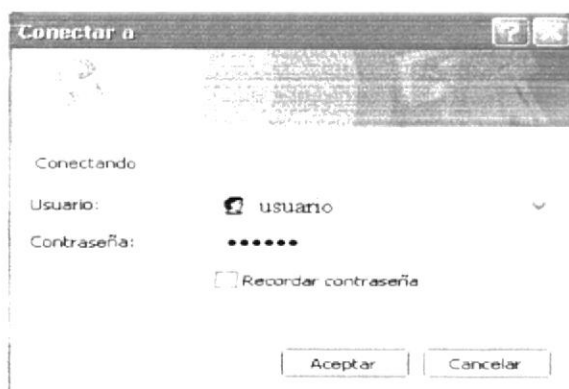 Conectar a
Conectando
Usuario: usuario
Contraseña: ••••••
Recordar contraseña
Aceptar Cancelar